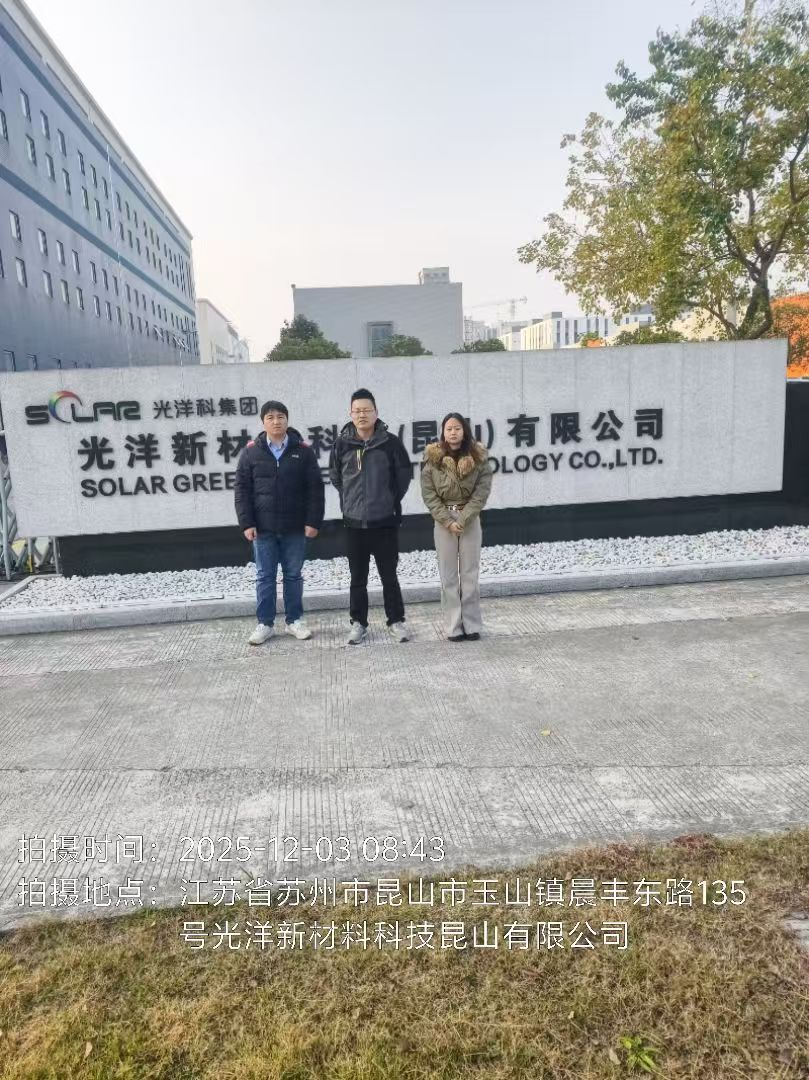 SOLAR 光洋科集团
光洋新材 科 (昆山)有限公司
SOLAR GREE OLOGY CO.,LTD.
拍摄时间：2025-12-03 08:43
拍摄地点：江苏省苏州市昆山市玉山镇晨丰东路135
号光洋新材料科技昆山有限公司